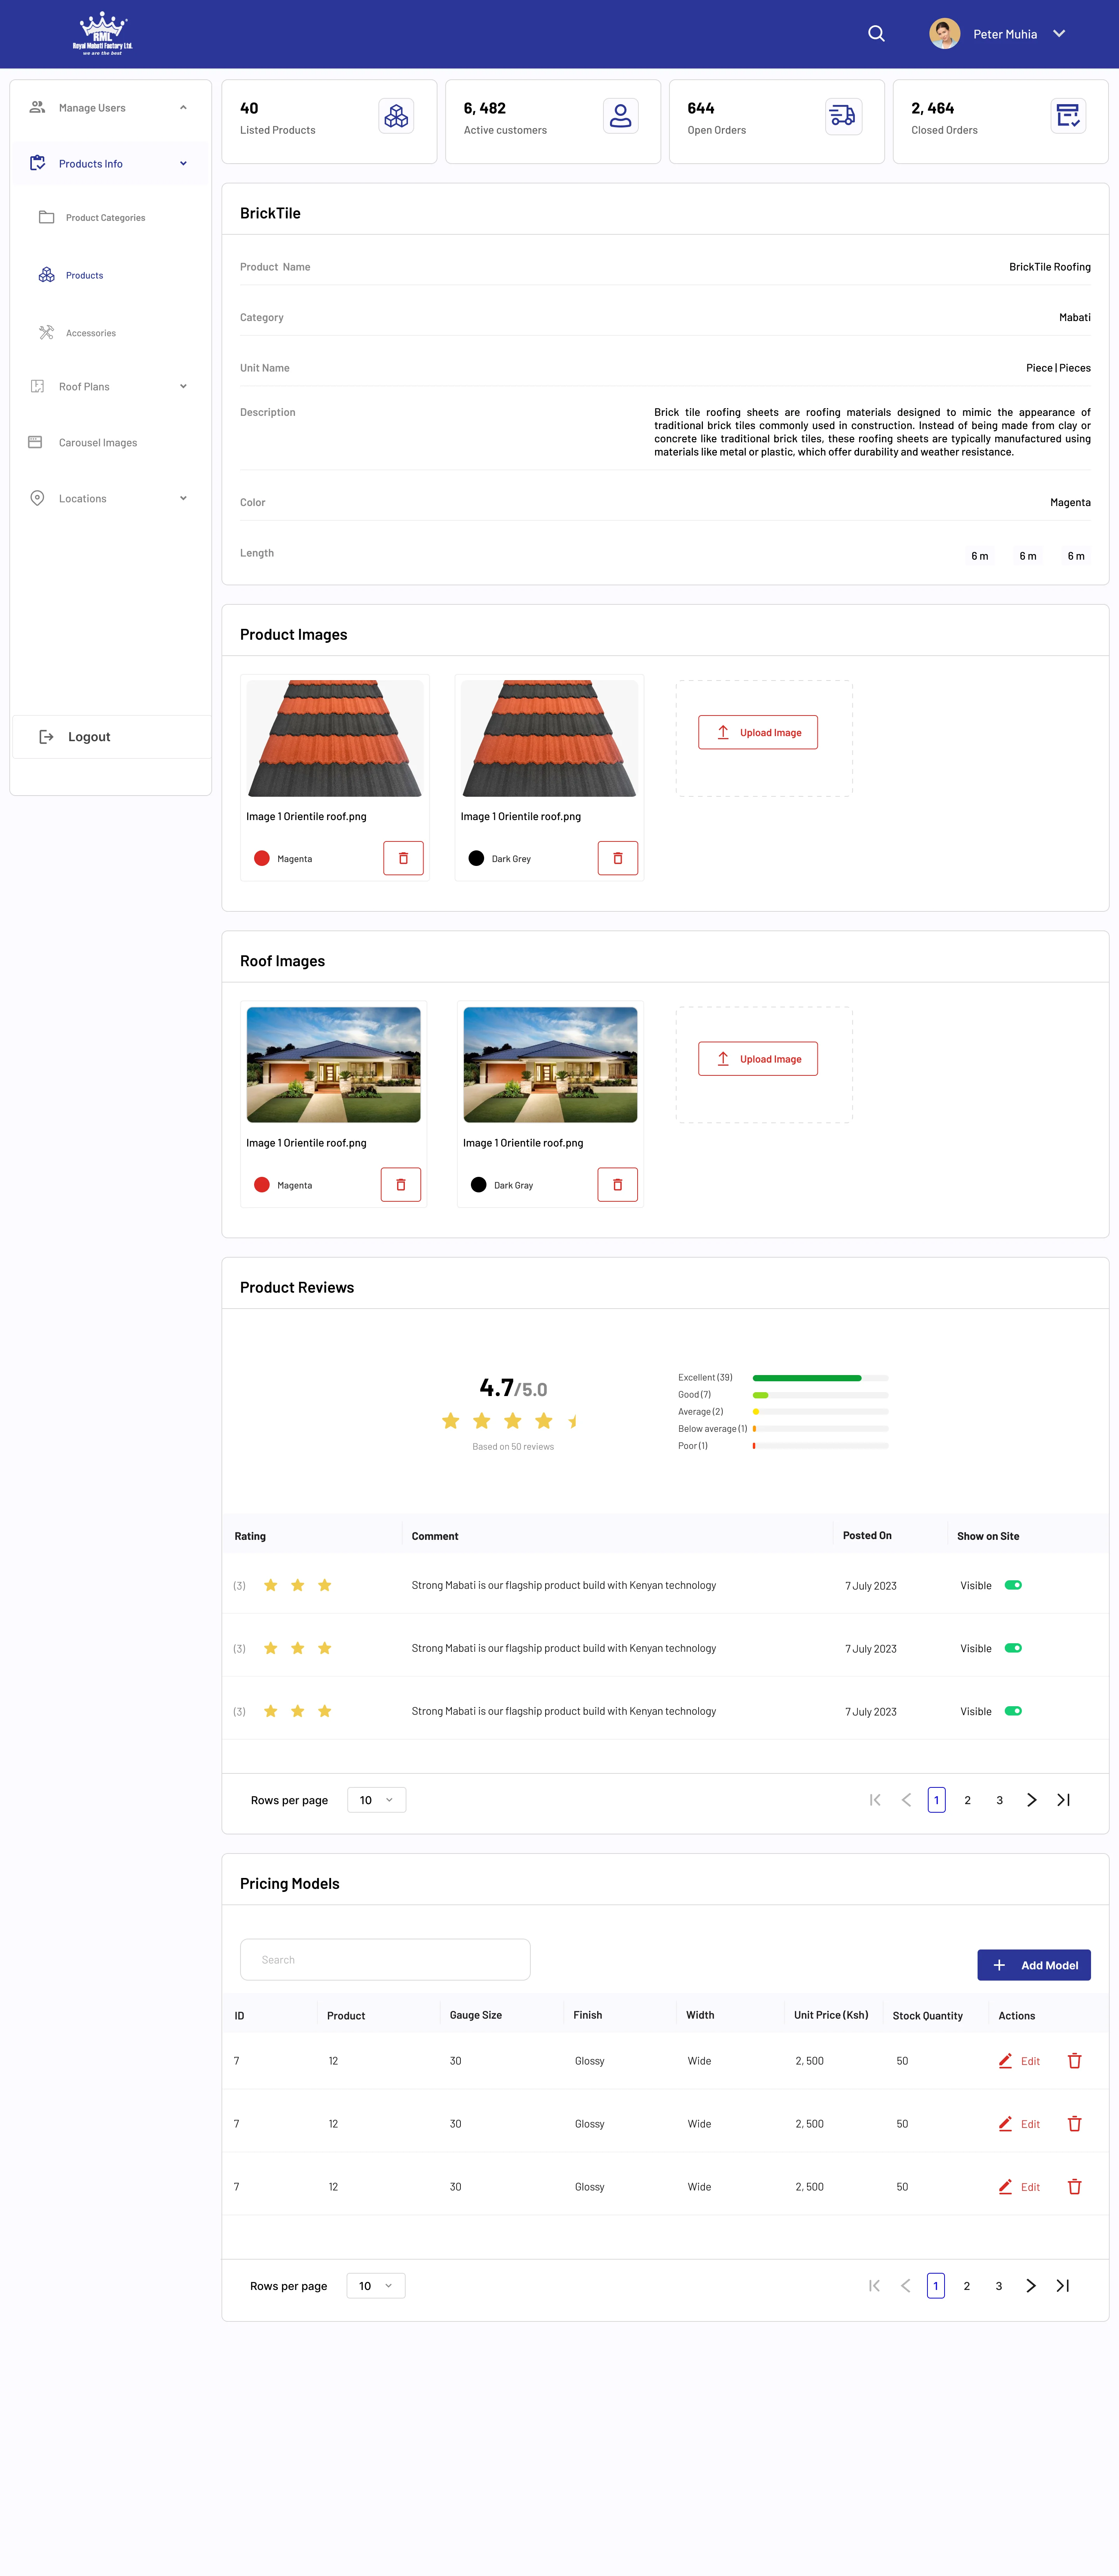 RML
Royal Mabati Factory Ltd.
we are the best
Peter Muhia
Manage Users
Products Info
Product Categories
Products
Accessories
Roof Plans
Carousel Images
Locations
Logout
40
Listed Products
6, 482
Active customers
644
Open Orders
2, 464
Closed Orders
BrickTile
Product Name
BrickTile Roofing
Category
Mabati
Unit Name
Piece | Pieces
Description
Brick tile roofing sheets are roofing materials designed to mimic the appearance of
traditional brick tiles commonly used in construction. Instead of being made from clay or
concrete like traditional brick tiles, these roofing sheets are typically manufactured using
materials like metal or plastic, which offer durability and weather resistance.
Color
Magenta
Length
6 m 6 m 6 m
Product Images
Upload Image
Image 1 Orientile roof.png
Magenta
Image 1 Orientile roof.png
Dark Grey
Roof Images
Upload Image
Image 1 Orientile roof.png
Magenta
Image 1 Orientile roof.png
Dark Gray
Product Reviews
4.7/5.0
Based on 50 reviews
Excellent (39)
Good (7)
Average (2)
Below average (1)
Poor (1)
Rating Comment Posted On Show on Site
(3) Strong Mabati is our flagship product build with Kenyan technology 7 July 2023 Visible
(3) Strong Mabati is our flagship product build with Kenyan technology 7 July 2023 Visible
(3) Strong Mabati is our flagship product build with Kenyan technology 7 July 2023 Visible
Rows per page 10 1 2 3
Pricing Models
Search
Add Model
ID Product Gauge Size Finish Width Unit Price (Ksh) Stock Quantity Actions
7 12 30 Glossy Wide 2, 500 50 Edit
7 12 30 Glossy Wide 2, 500 50 Edit
7 12 30 Glossy Wide 2, 500 50 Edit
Rows per page 10 1 2 3